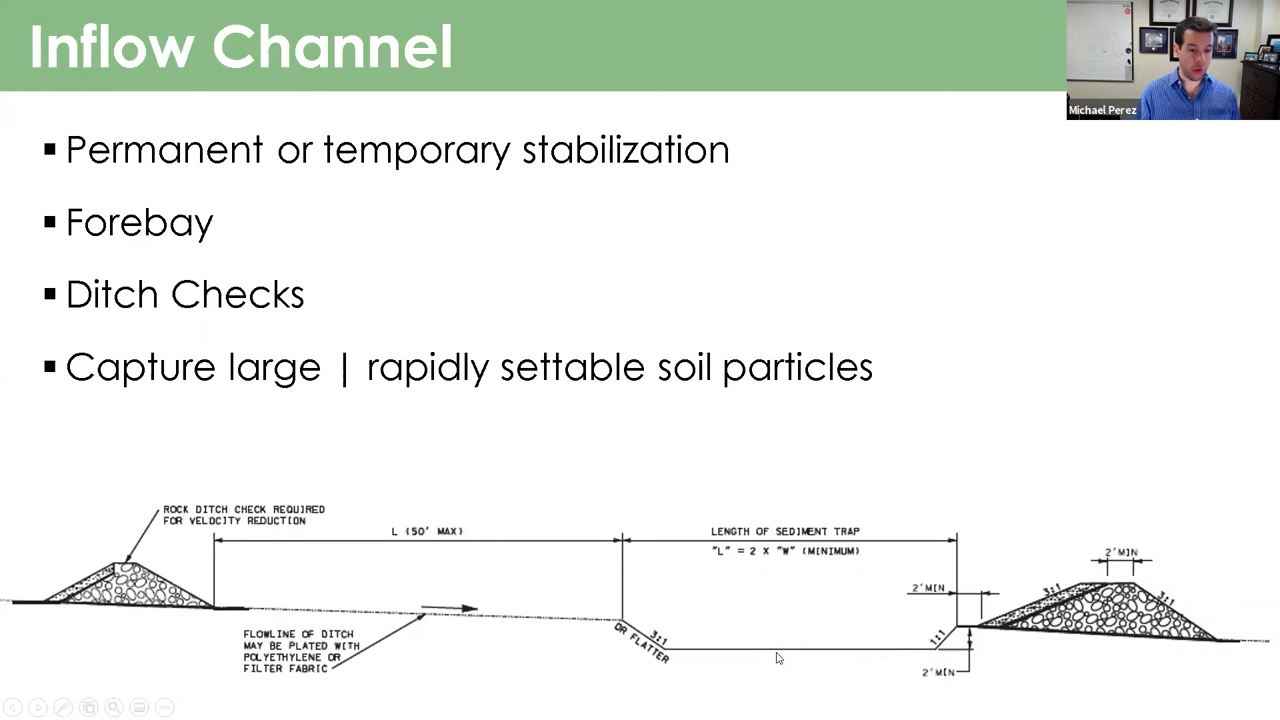 Inflow Channel
Michael Perez
▪ Permanent or temporary stabilization
▪ Forebay
▪ Ditch Checks
▪ Capture large | rapidly settable soil particles
ROCK DITCH CHECK REQUIRED
FOR VELOCITY REDUCTION
L (50' MAX)
LENGTH OF SEDIMENT TRAP
"L" = 2 X "W" (MINIMUM)
2' MIN
2' MIN
3:1
3:1
FLOWLINE OF DITCH
MAY BE PLATED WITH
POLYETHYLENE OR
FILTER FABRIC
3:1
OR FLATTER
1:1
2' MIN